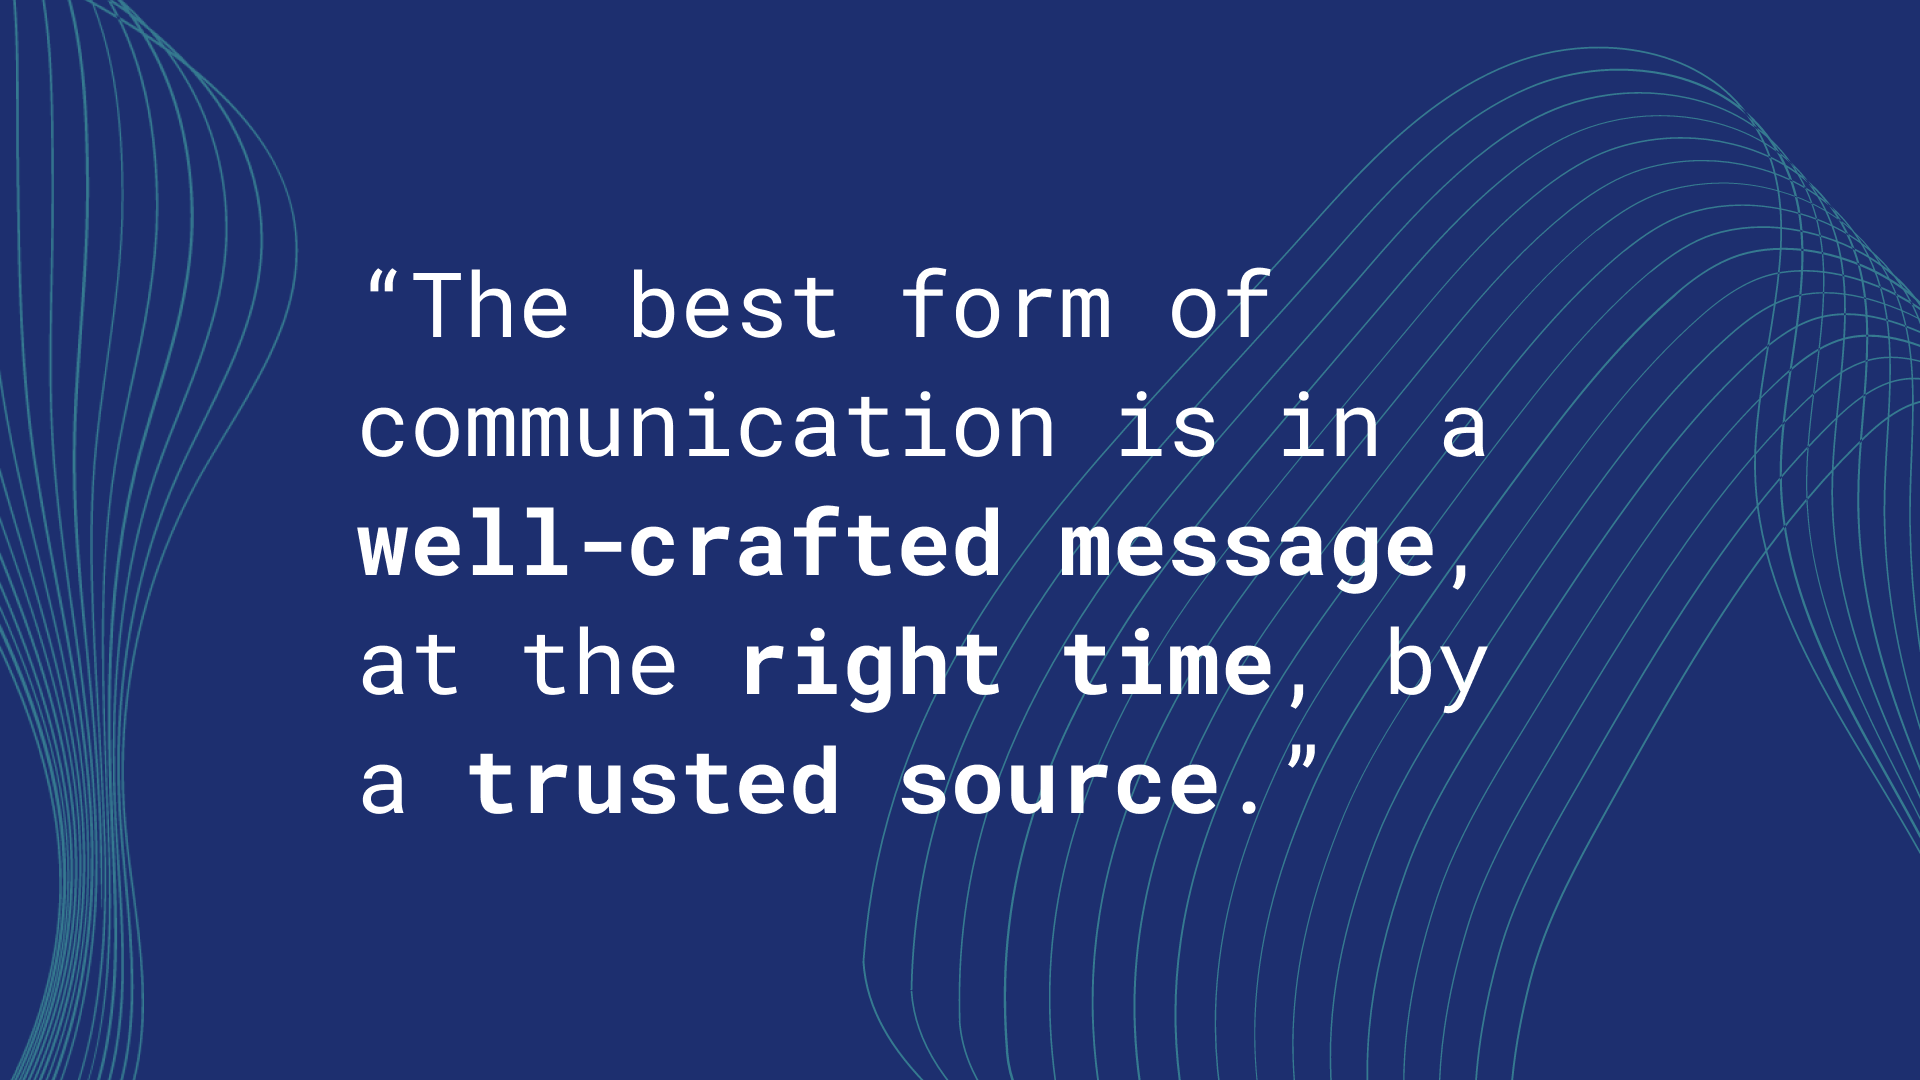 “The best form of
communication is in a
well-crafted message,
at the right time, by
a trusted source.”